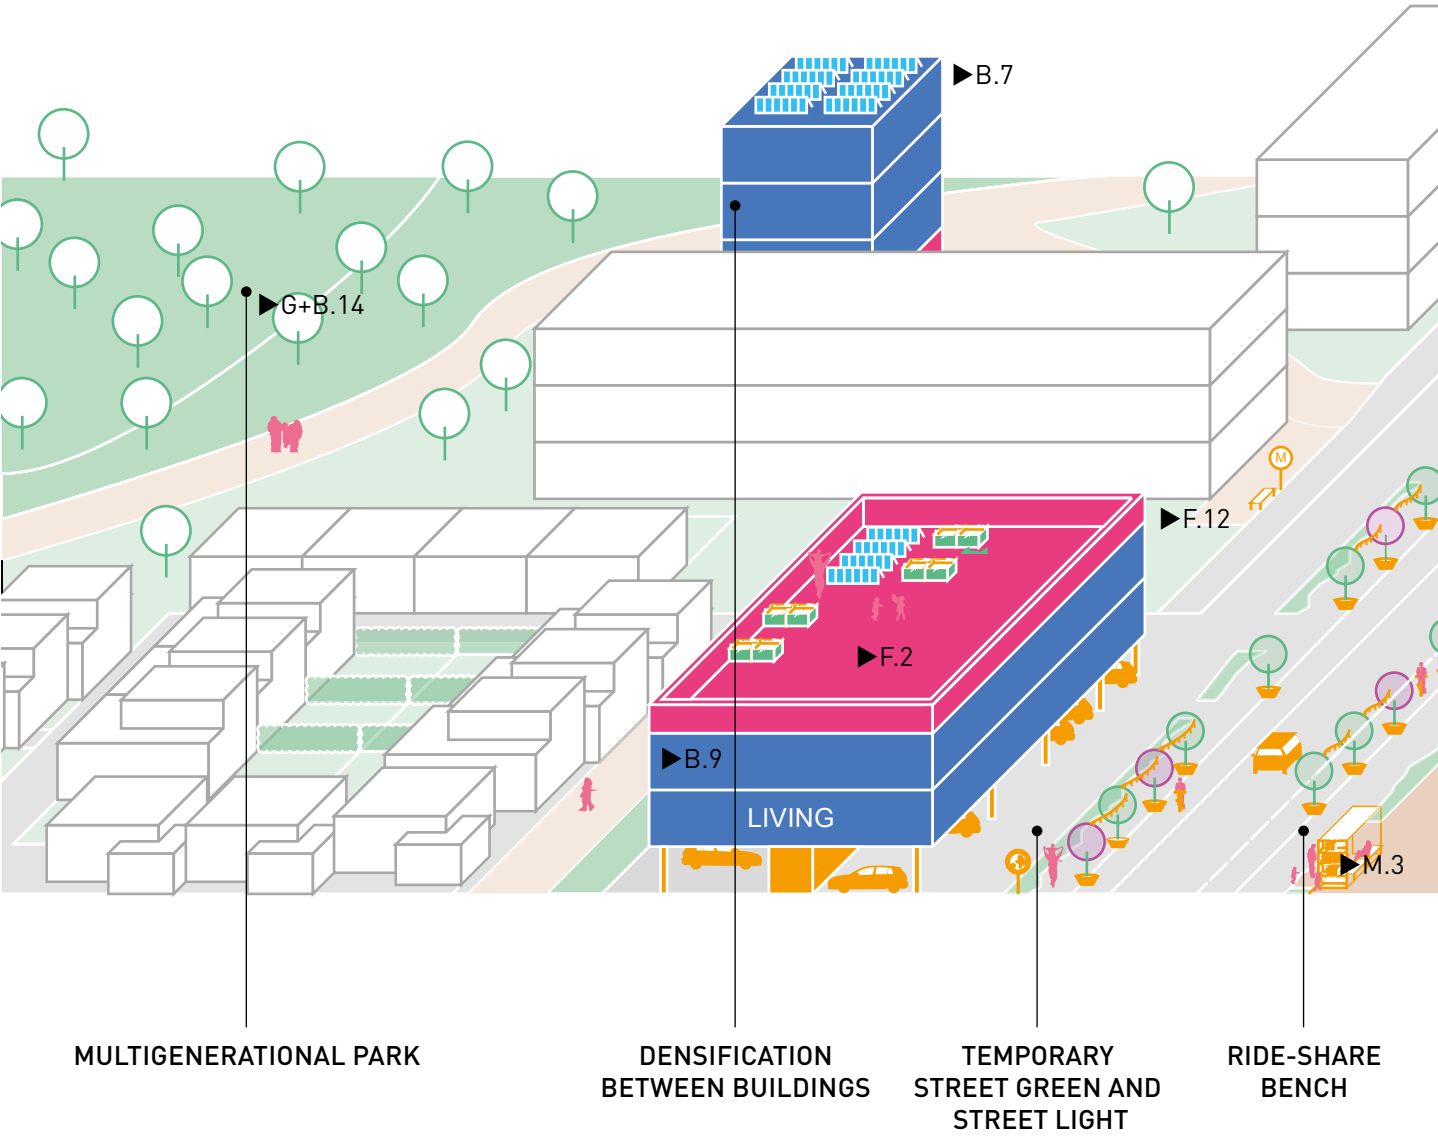 ▶B.7
▶G+B.14
M
▶F.12
▶F.2
▶B.9
LIVING
▶M.3
MULTIGENERATIONAL PARK
DENSIFICATION
BETWEEN BUILDINGS
TEMPORARY
STREET GREEN AND
STREET LIGHT
RIDE-SHARE
BENCH